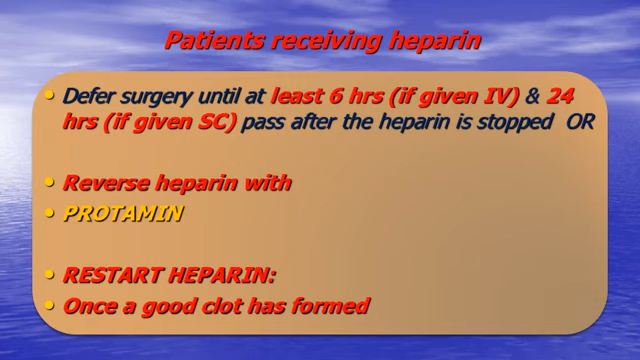 Patients receiving heparin
• Defer surgery until at least 6 hrs (if given IV) & 24
hrs (if given SC) pass after the heparin is stopped OR
• Reverse heparin with
• PROTAMIN
• RESTART HEPARIN:
• Once a good clot has formed